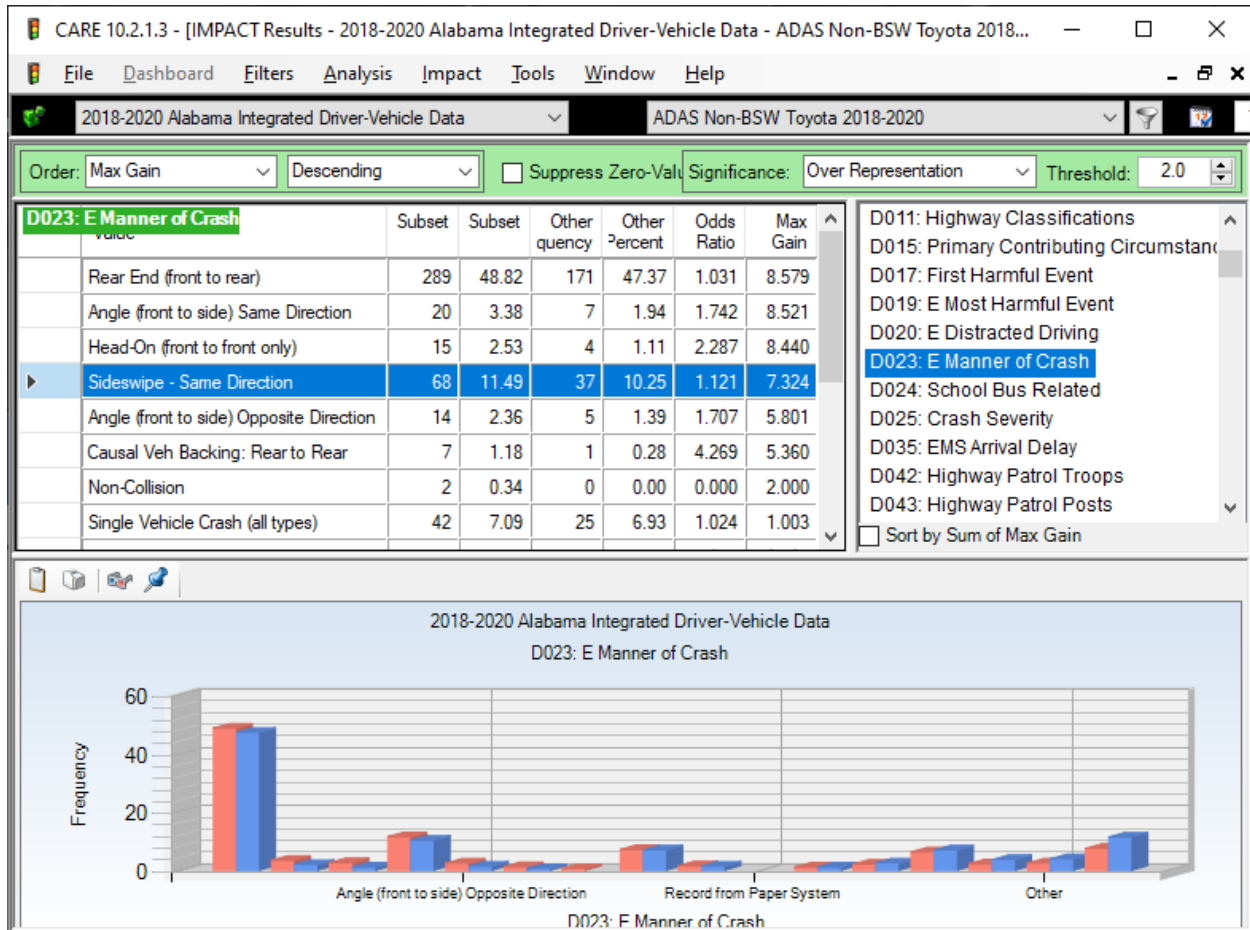 CARE 10.2.1.3 - [IMPACT Results - 2018-2020 Alabama Integrated Driver-Vehicle Data - ADAS Non-BSW Toyota 2018...
File Dashboard Filters Analysis Impact Tools Window Help
2018-2020 Alabama Integrated Driver-Vehicle Data ADAS Non-BSW Toyota 2018-2020
Order: Max Gain Descending Suppress Zero-Valu Significance: Over Representation Threshold: 2.0
D023: E Manner of Crash Subset Subset Other quency Other Percent Odds Ratio Max Gain
Rear End (front to rear) 289 48.82 171 47.37 1.031 8.579
Angle (front to side) Same Direction 20 3.38 7 1.94 1.742 8.521
Head-On (front to front only) 15 2.53 4 1.11 2.287 8.440
Sideswipe - Same Direction 68 11.49 37 10.25 1.121 7.324
Angle (front to side) Opposite Direction 14 2.36 5 1.39 1.707 5.801
Causal Veh Backing: Rear to Rear 7 1.18 1 0.28 4.269 5.360
Non-Collision 2 0.34 0 0.00 0.000 2.000
Single Vehicle Crash (all types) 42 7.09 25 6.93 1.024 1.003
D011: Highway Classifications
D015: Primary Contributing Circumstanc
D017: First Harmful Event
D019: E Most Harmful Event
D020: E Distracted Driving
D023: E Manner of Crash
D024: School Bus Related
D025: Crash Severity
D035: EMS Arrival Delay
D042: Highway Patrol Troops
D043: Highway Patrol Posts
Sort by Sum of Max Gain
2018-2020 Alabama Integrated Driver-Vehicle Data
D023: E Manner of Crash
60
40
20
0
Frequency
Angle (front to side) Opposite Direction Record from Paper System Other
D023: E Manner of Crash